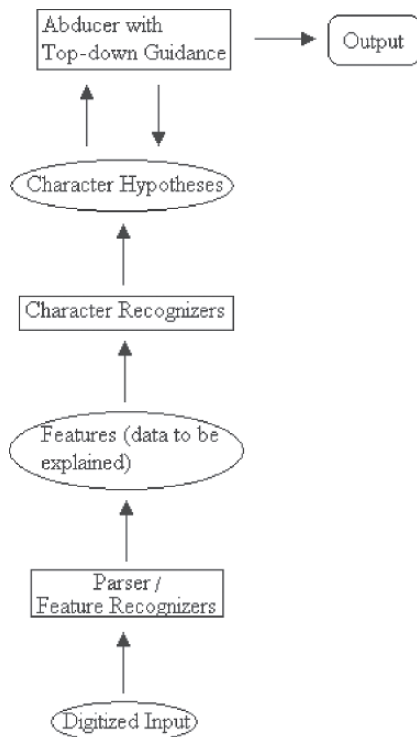 Abducer with
Top-down Guidance
Output
Character Hypotheses
Character Recognizers
Features (data to be
explained)
Parser /
Feature Recognizers
Digitized Input